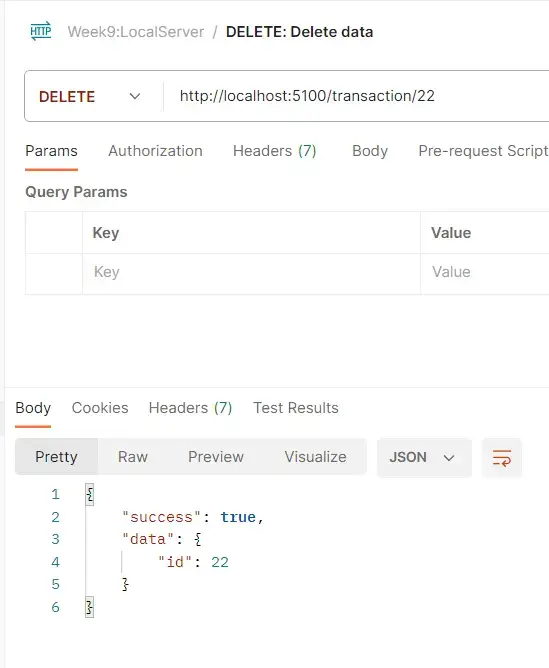 HTTP Week9:LocalServer / DELETE: Delete data
DELETE http://localhost:5100/transaction/22
Params Authorization Headers (7) Body Pre-request Script
Query Params
Key Value
Key Value
Body Cookies Headers (7) Test Results
Pretty Raw Preview Visualize JSON
1 {
2 "success": true,
3 "data": {
4 "id": 22
5 }
6 }